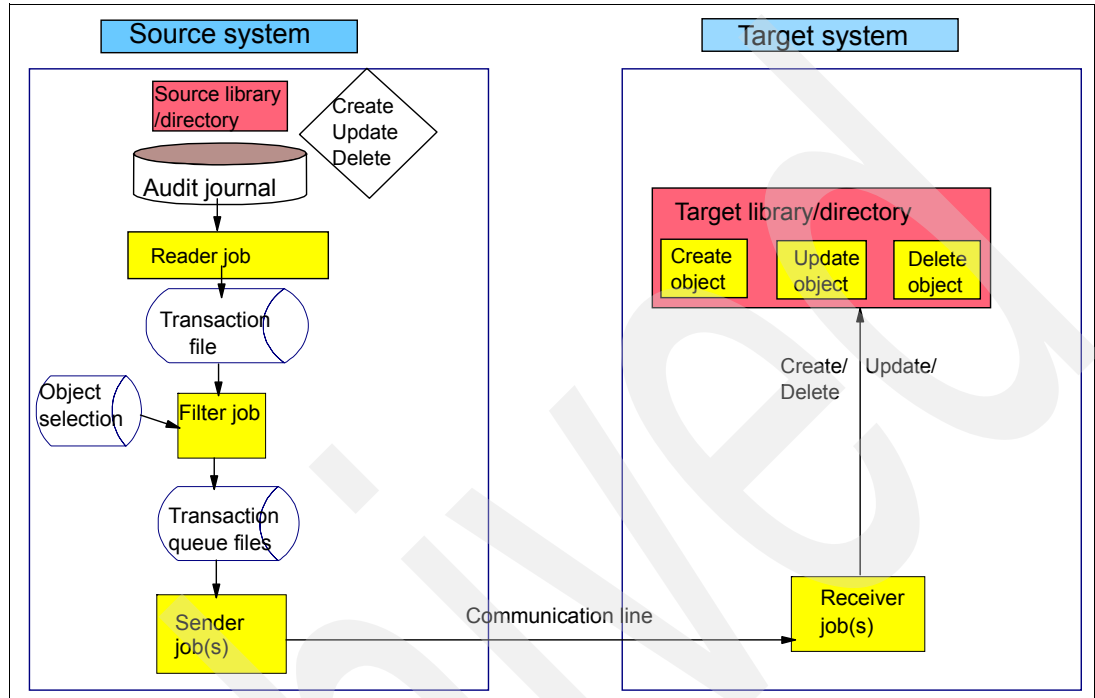 Source system
Target system
Source library
/directory
Create
Update
Delete
Audit journal
Reader job
Transaction
file
Object
selection
Filter job
Transaction
queue files
Sender
job(s)
Communication line
Target library/directory
Create
object
Update
object
Delete
object
Create/ Update/
Delete
Receiver
job(s)